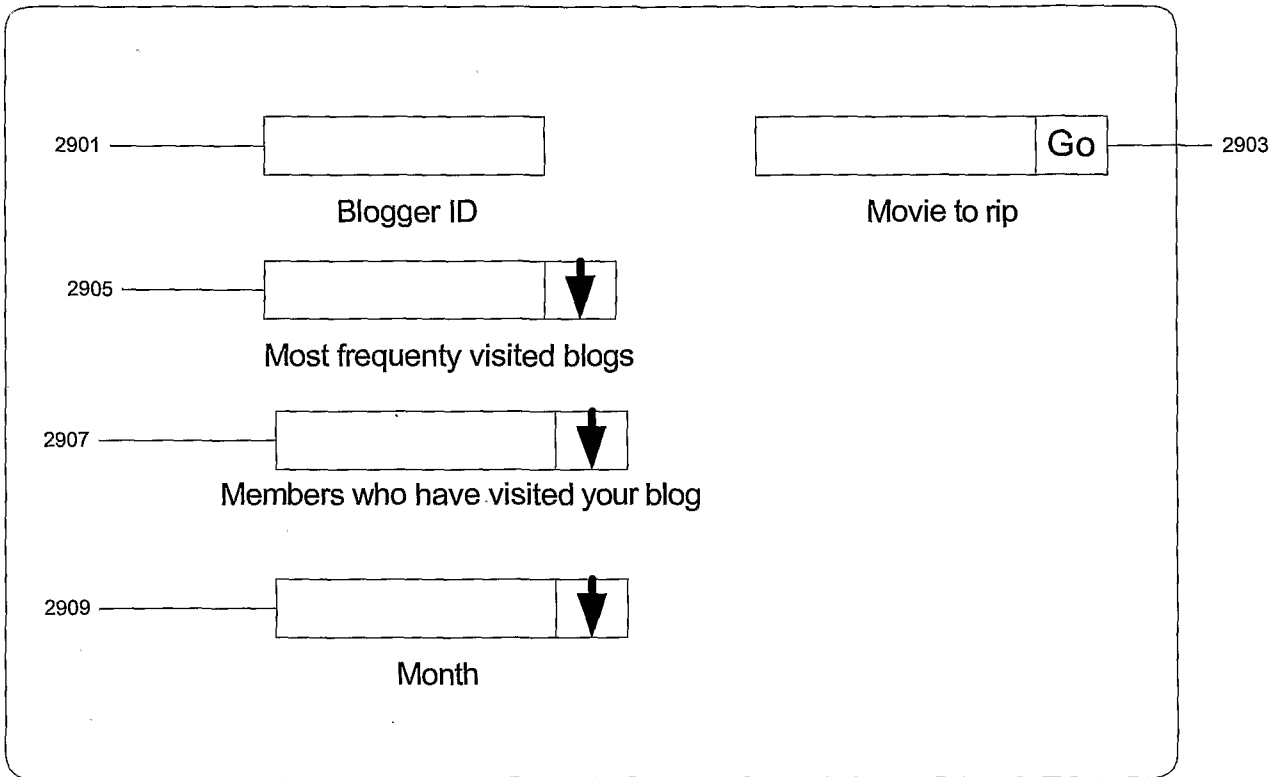 2901
Go
2903
Blogger ID
Movie to rip
2905
Most frequenty visited blogs
2907
Members who have visited your blog
2909
Month